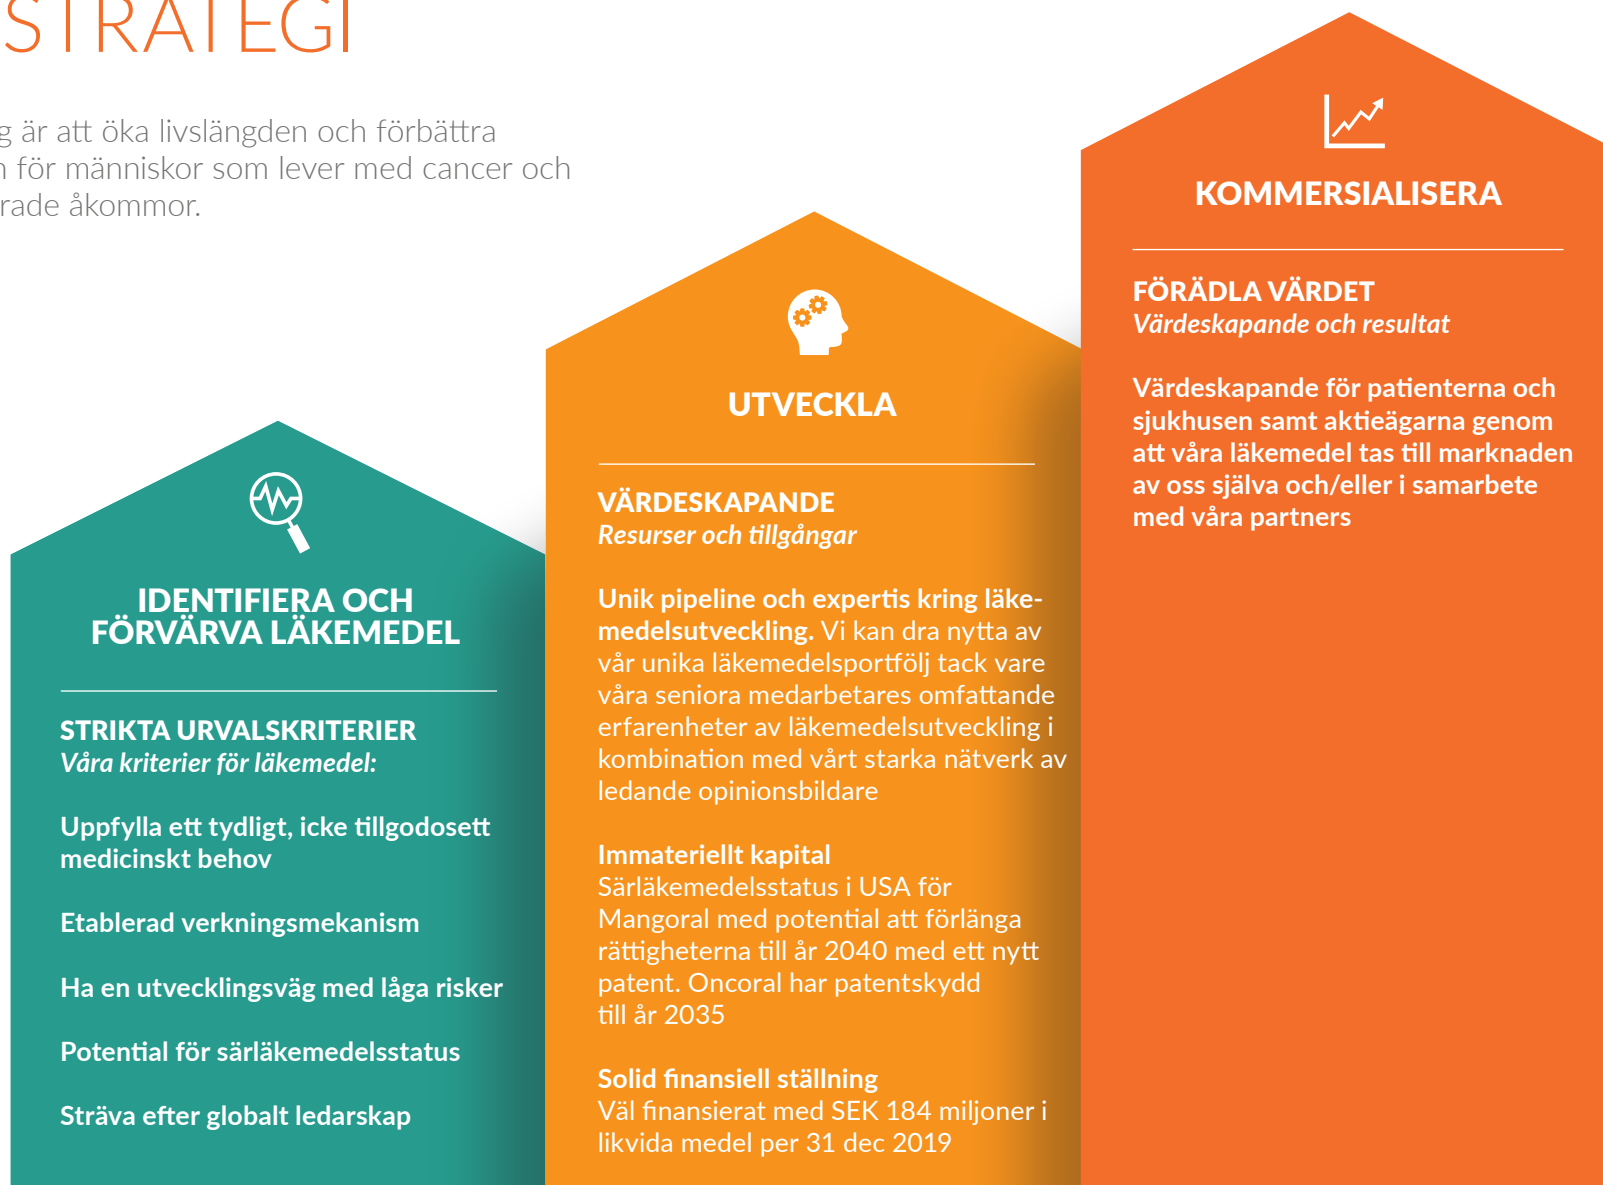 STRATEGI
är att öka livslängden och förbättra
för människor som lever med cancer och
åkommor.
IDENTIFIERA OCH
FÖRVÄRVA LÄKEMEDEL
STRIKTA URVALSKRITERIER
Våra kriterier för läkemedel:
Uppfylla ett tydligt, icke tillgodosett
medicinskt behov
Etablerad verkningsmekanism
Ha en utvecklingsväg med låga risker
Potential för särläkemedelsstatus
Sträva efter globalt ledarskap
UTVECKLA
VÄRDESKAPANDE
Resurser och tillgångar
Unik pipeline och expertis kring läke-
medelsutveckling. Vi kan dra nytta av
vår unika läkemedelsportfölj tack vare
våra seniora medarbetares omfattande
erfarenheter av läkemedelsutveckling i
kombination med vårt starka nätverk av
ledande opinionsbildare
Immateriellt kapital
Särläkemedelsstatus i USA för
Mangoral med potential att förlänga
rättigheterna till år 2040 med ett nytt
patent. Oncoral har patentskydd
till år 2035
Solid finansiell ställning
Väl finansierat med SEK 184 miljoner i
likvida medel per 31 dec 2019
KOMMERSIALISERA
FÖRÄDLA VÄRDET
Värdeskapande och resultat
Värdeskapande för patienterna och
sjukhusen samt aktieägarna genom
att våra läkemedel tas till marknaden
av oss själva och/eller i samarbete
med våra partners